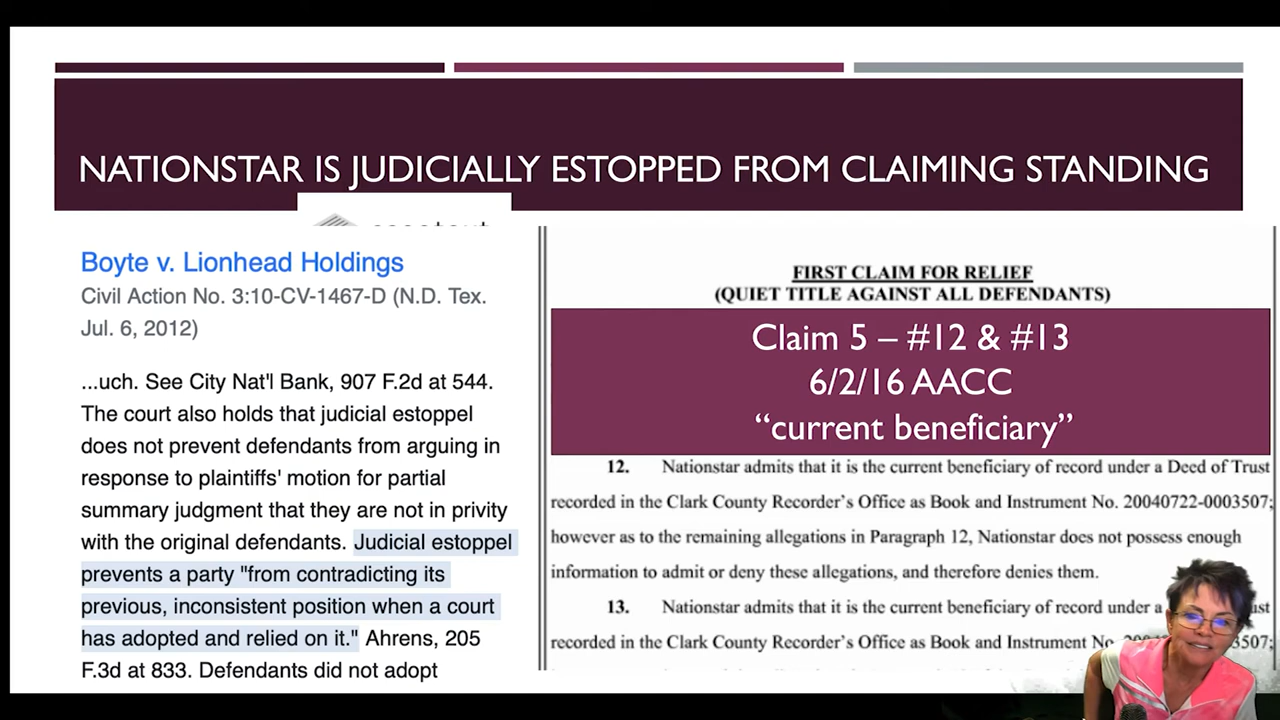 NATIONSTAR IS JUDICIALLY ESTOPPED FROM CLAIMING STANDING
Boyte v. Lionhead Holdings
Civil Action No. 3:10-CV-1467-D (N.D. Tex.
Jul. 6, 2012)
...uch. See City Nat'l Bank, 907 F.2d at 544.
The court also holds that judicial estoppel
does not prevent defendants from arguing in
response to plaintiffs' motion for partial
summary judgment that they are not in privity
with the original defendants. Judicial estoppel
prevents a party "from contradicting its
previous, inconsistent position when a court
has adopted and relied on it." Ahrens, 205
F.3d at 833. Defendants did not adopt
FIRST CLAIM FOR RELIEF
(QUIET TITLE AGAINST ALL DEFENDANTS)
Claim 5 – #12 & #13
6/2/16 AACC
“current beneficiary”
12. Nationstar admits that it is the current beneficiary of record under a Deed of Trust
recorded in the Clark County Recorder's Office as Book and Instrument No. 20040722-0003507;
however as to the remaining allegations in Paragraph 12, Nationstar does not possess enough
information to admit or deny these allegations, and therefore denies them.
13. Nationstar admits that it is the current beneficiary of record under a
recorded in the Clark County Recorder's Office as Book and Instrument